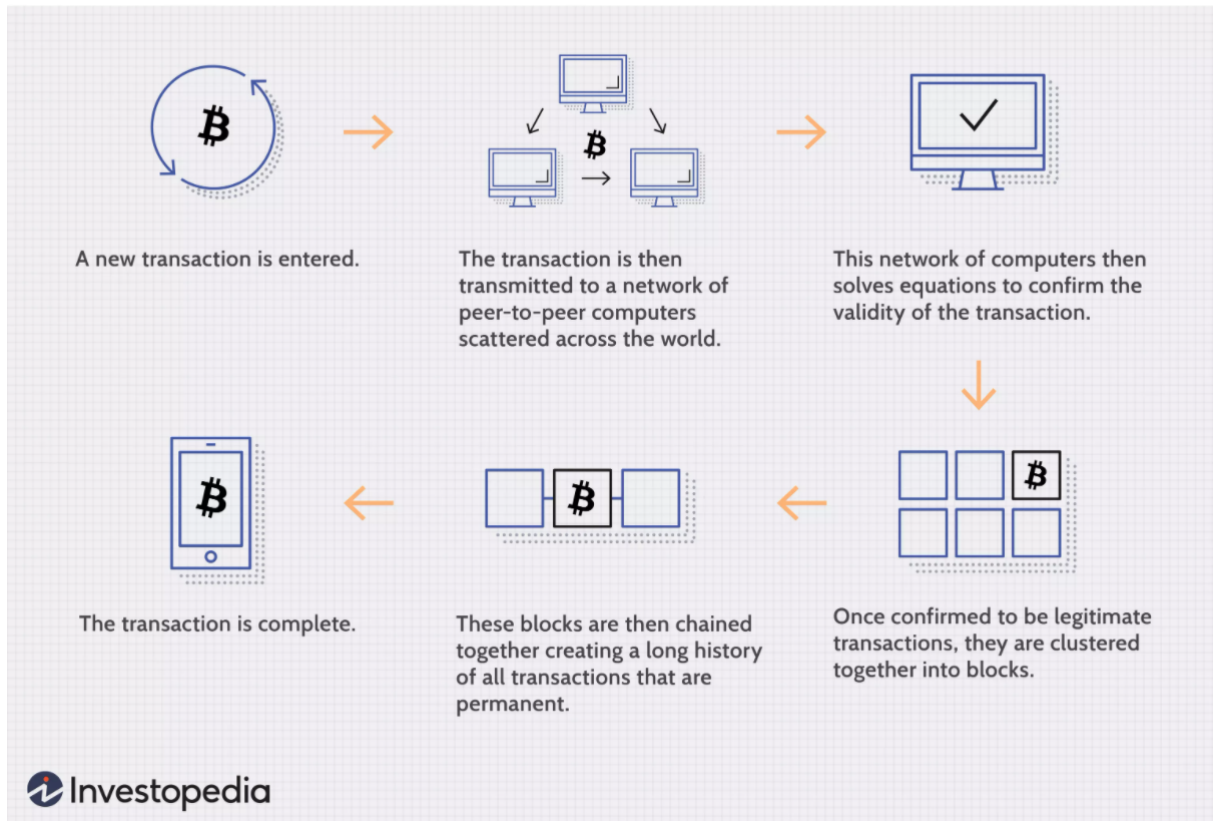 A new transaction is entered.
The transaction is then
transmitted to a network of
peer-to-peer computers
scattered across the world.
This network of computers then
solves equations to confirm the
validity of the transaction.
Once confirmed to be legitimate
transactions, they are clustered
together into blocks.
These blocks are then chained
together creating a long history
of all transactions that are
permanent.
The transaction is complete.
Investopedia